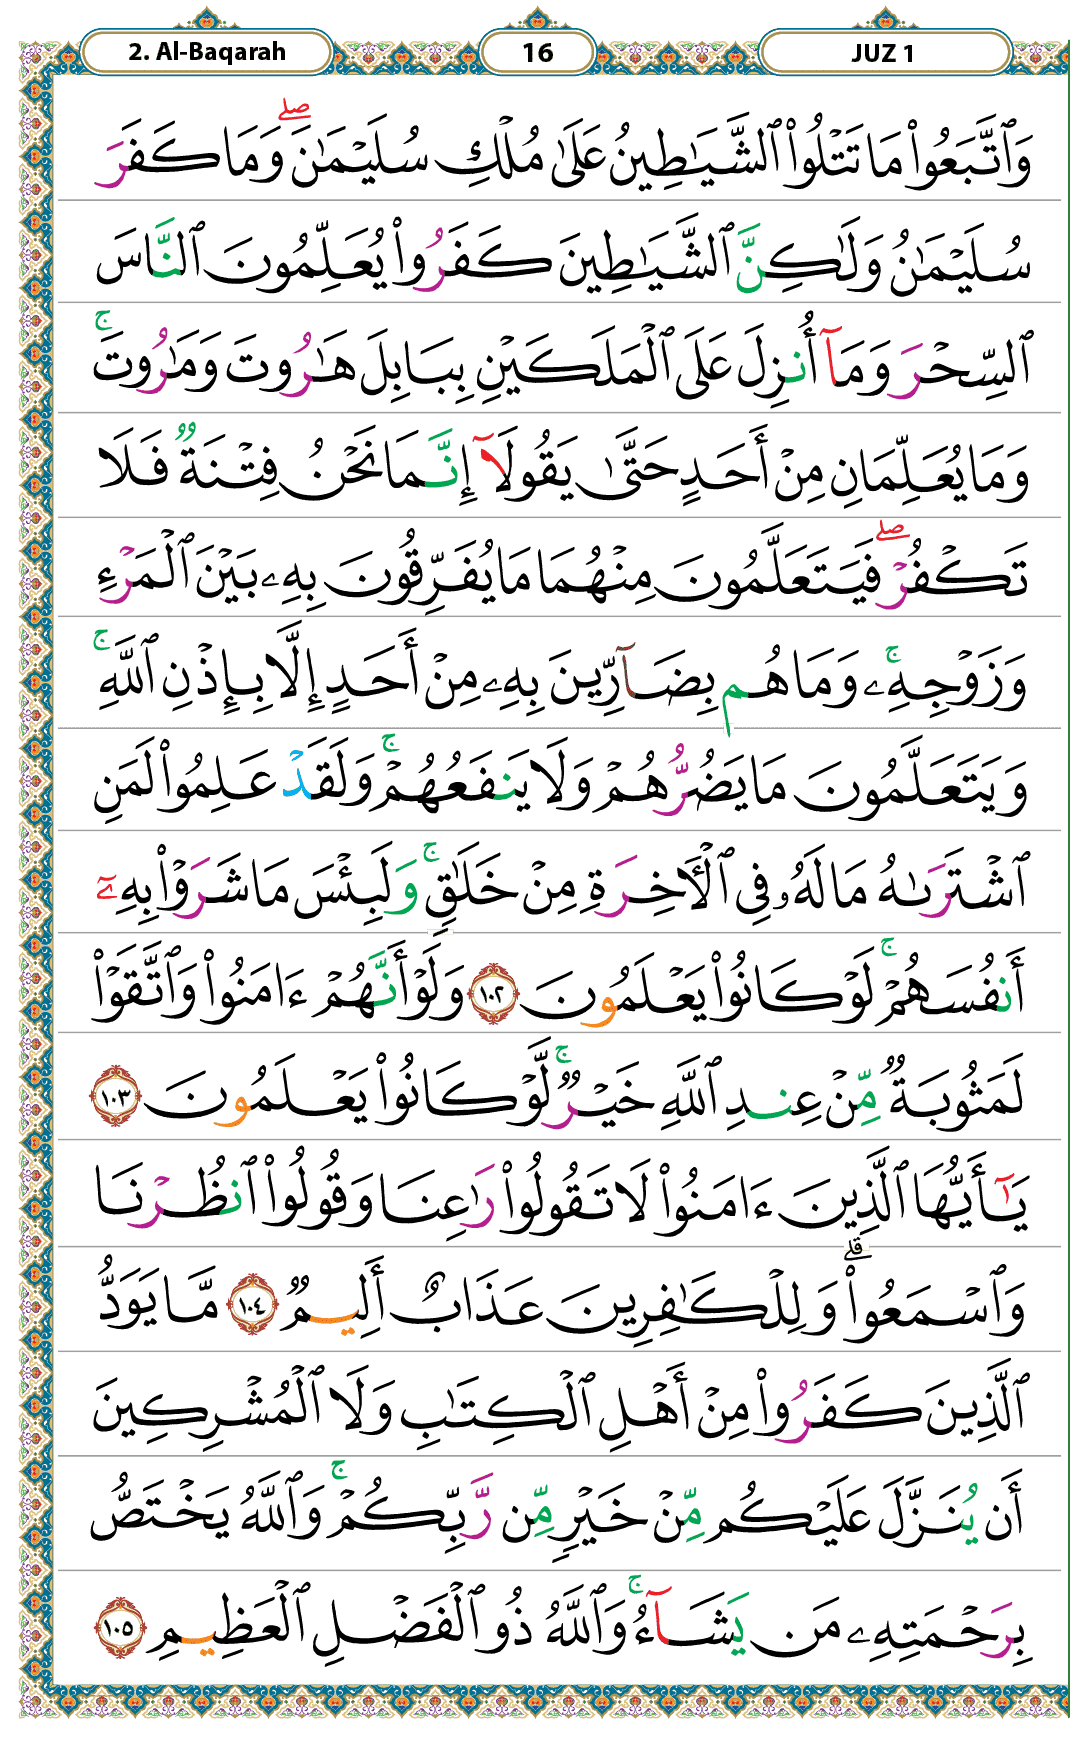 2. Al-Baqarah
16
JUZ 1
وَٱتَّبَعُوا۟ مَا تَتْلُوا۟ ٱلشَّيَـٰطِينُ عَلَىٰ مُلْكِ سُلَيْمَـٰنَ ۖ وَمَا كَفَرَ
سُلَيْمَـٰنُ وَلَـٰكِنَّ ٱلشَّيَـٰطِينَ كَفَرُوا۟ يُعَلِّمُونَ ٱلنَّاسَ
ٱلسِّحْرَ وَمَآ أُنزِلَ عَلَى ٱلْمَلَكَيْنِ بِبَابِلَ هَـٰرُوتَ وَمَـٰرُوتَ ۚ
وَمَا يُعَلِّمَانِ مِنْ أَحَدٍ حَتَّىٰ يَقُولَآ إِنَّمَا نَحْنُ فِتْنَةٌ فَلَا
تَكْفُرْ ۖ فَيَتَعَلَّمُونَ مِنْهُمَا مَا يُفَرِّقُونَ بِهِۦ بَيْنَ ٱلْمَرْءِ
وَزَوْجِهِۦ ۚ وَمَا هُم بِضَآرِّينَ بِهِۦ مِنْ أَحَدٍ إِلَّا بِإِذْنِ ٱللَّهِ ۚ
وَيَتَعَلَّمُونَ مَا يَضُرُّهُمْ وَلَا يَنفَعُهُمْ ۚ وَلَقَدْ عَلِمُوا۟ لَمَنِ
ٱشْتَرَىٰهُ مَا لَهُۥ فِى ٱلْـَٔاخِرَةِ مِنْ خَلَـٰقٍ ۚ وَلَبِئْسَ مَا شَرَوْا۟ بِهِۦٓ
أَنفُسَهُمْ ۚ لَوْ كَانُوا۟ يَعْلَمُونَ ١٠٢ وَلَوْ أَنَّهُمْ ءَامَنُوا۟ وَٱتَّقَوْا۟
لَمَثُوبَةٌ مِّنْ عِندِ ٱللَّهِ خَيْرٌ ۚ لَّوْ كَانُوا۟ يَعْلَمُونَ ١٠٣
يَـٰٓأَيُّهَا ٱلَّذِينَ ءَامَنُوا۟ لَا تَقُولُوا۟ رَٰعِنَا وَقُولُوا۟ ٱنظُرْنَا
وَٱسْمَعُوا۟ ۗ وَلِلْكَـٰفِرِينَ عَذَابٌ أَلِيمٌ ١٠٤ مَّا يَوَدُّ
ٱلَّذِينَ كَفَرُوا۟ مِنْ أَهْلِ ٱلْكِتَـٰبِ وَلَا ٱلْمُشْرِكِينَ
أَن يُنَزَّلَ عَلَيْكُم مِّنْ خَيْرٍ مِّن رَّبِّكُمْ ۚ وَٱللَّهُ يَخْتَصُّ
بِرَحْمَتِهِۦ مَن يَشَآءُ ۚ وَٱللَّهُ ذُو ٱلْفَضْلِ ٱلْعَظِيمِ ١٠٥